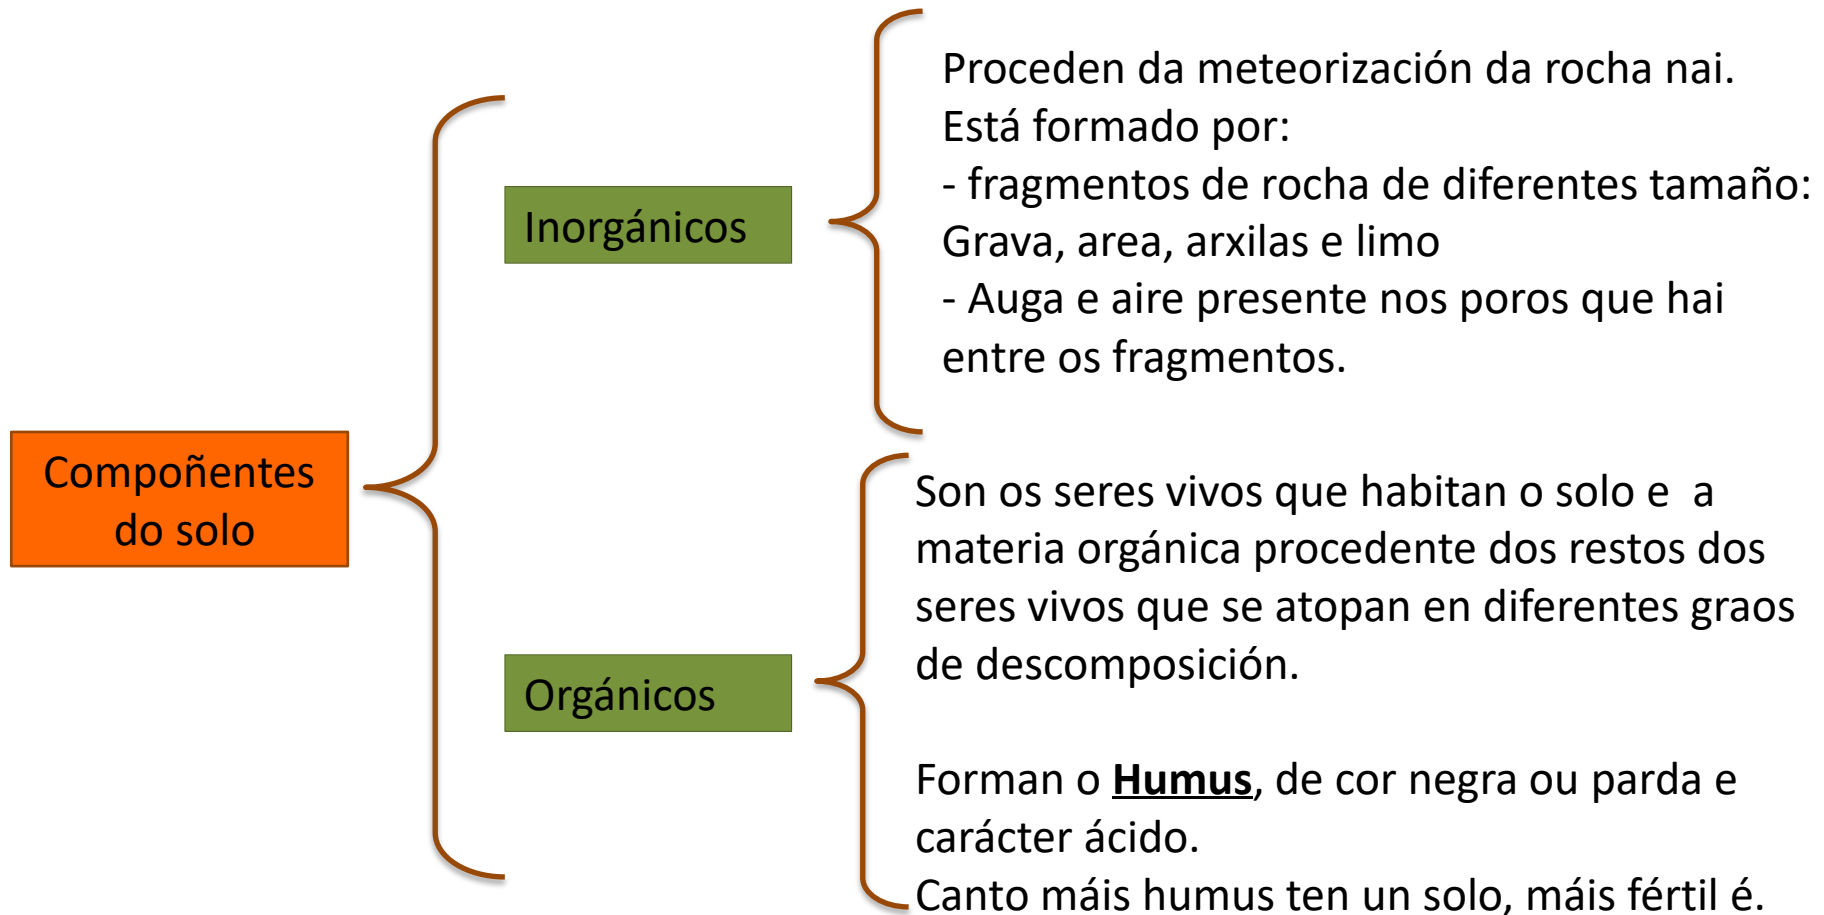 Compoñentes
do solo
Inorgánicos
Proceden da meteorización da rocha nai.
Está formado por:
- fragmentos de rocha de diferentes tamaño:
Grava, area, arxilas e limo
- Auga e aire presente nos poros que hai
entre os fragmentos.
Orgánicos
Son os seres vivos que habitan o solo e  a
materia orgánica procedente dos restos dos
seres vivos que se atopan en diferentes graos
de descomposición.
Forman o Humus, de cor negra ou parda e
carácter ácido.
Canto máis humus ten un solo, máis fértil é.